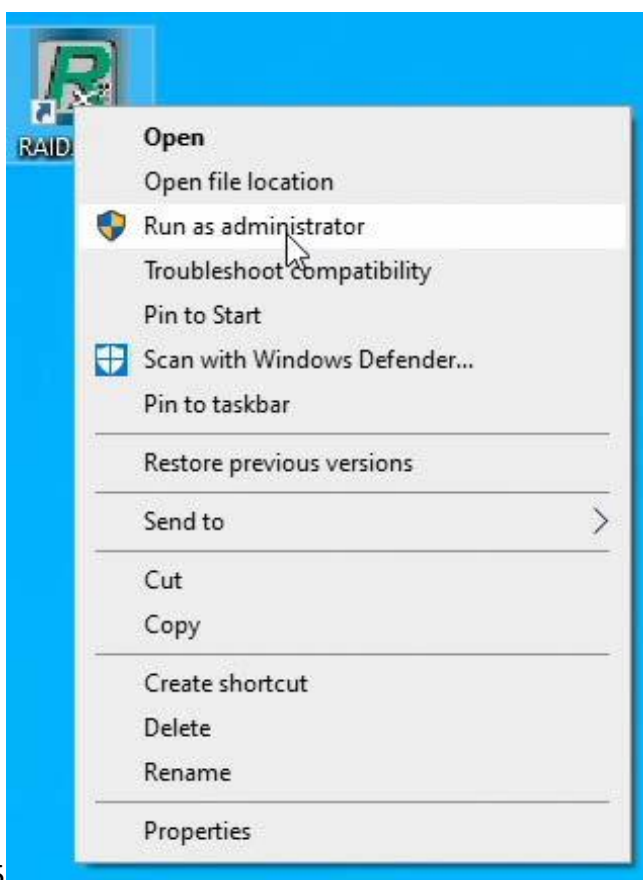 RAID
Open
Open file location
Run as administrator
Troubleshoot compatibility
Pin to Start
Scan with Windows Defender...
Pin to taskbar
Restore previous versions
Send to
Cut
Copy
Create shortcut
Delete
Rename
Properties